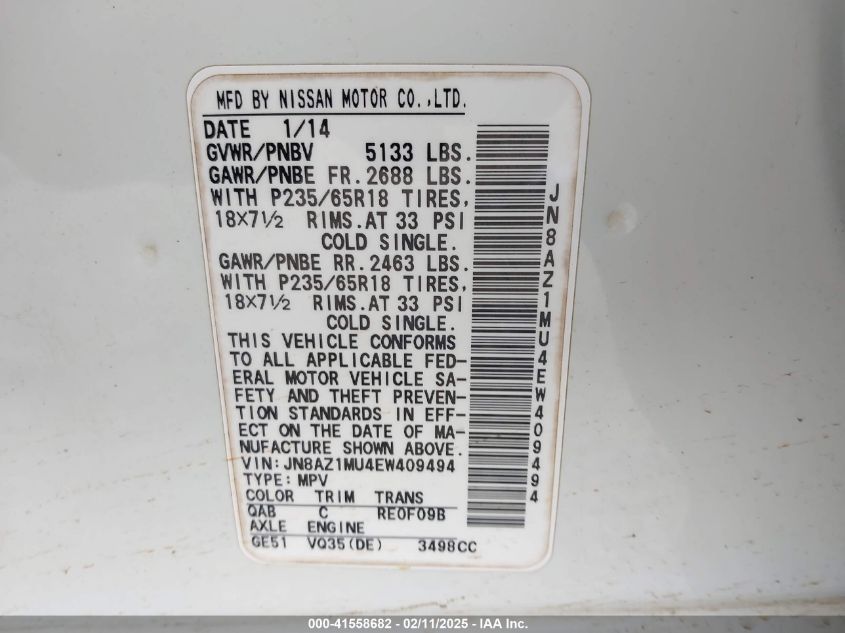 MFD BY NISSAN MOTOR CO.,LTD.
DATE 1/14
GVWR/PNBV 5133 LBS.
GAWR/PNBE FR.2688 LBS.
WITH P235/65R18 TIRES,
18×7½ RIMS.AT 33 PSI
COLD SINGLE.
GAWR/PNBE RR.2463 LBS.
WITH P235/65R18 TIRES,
18×7½ RIMS.AT 33 PSI
COLD SINGLE.
THIS VEHICLE CONFORMS
TO ALL APPLICABLE FED-
ERAL MOTOR VEHICLE SA-
FETY AND THEFT PREVEN-
TION STANDARDS IN EFF-
ECT ON THE DATE OF MA-
NUFACTURE SHOWN ABOVE.
VIN:JN8AZ1MU4EW409494
TYPE:MPV
COLOR TRIM TRANS
QAB C RE0F09B
AXLE ENGINE
GE51 VQ35(DE) 3498CC
JN8AZ1MU4EW409494
000-41558682 - 02/11/2025 - IAA Inc.